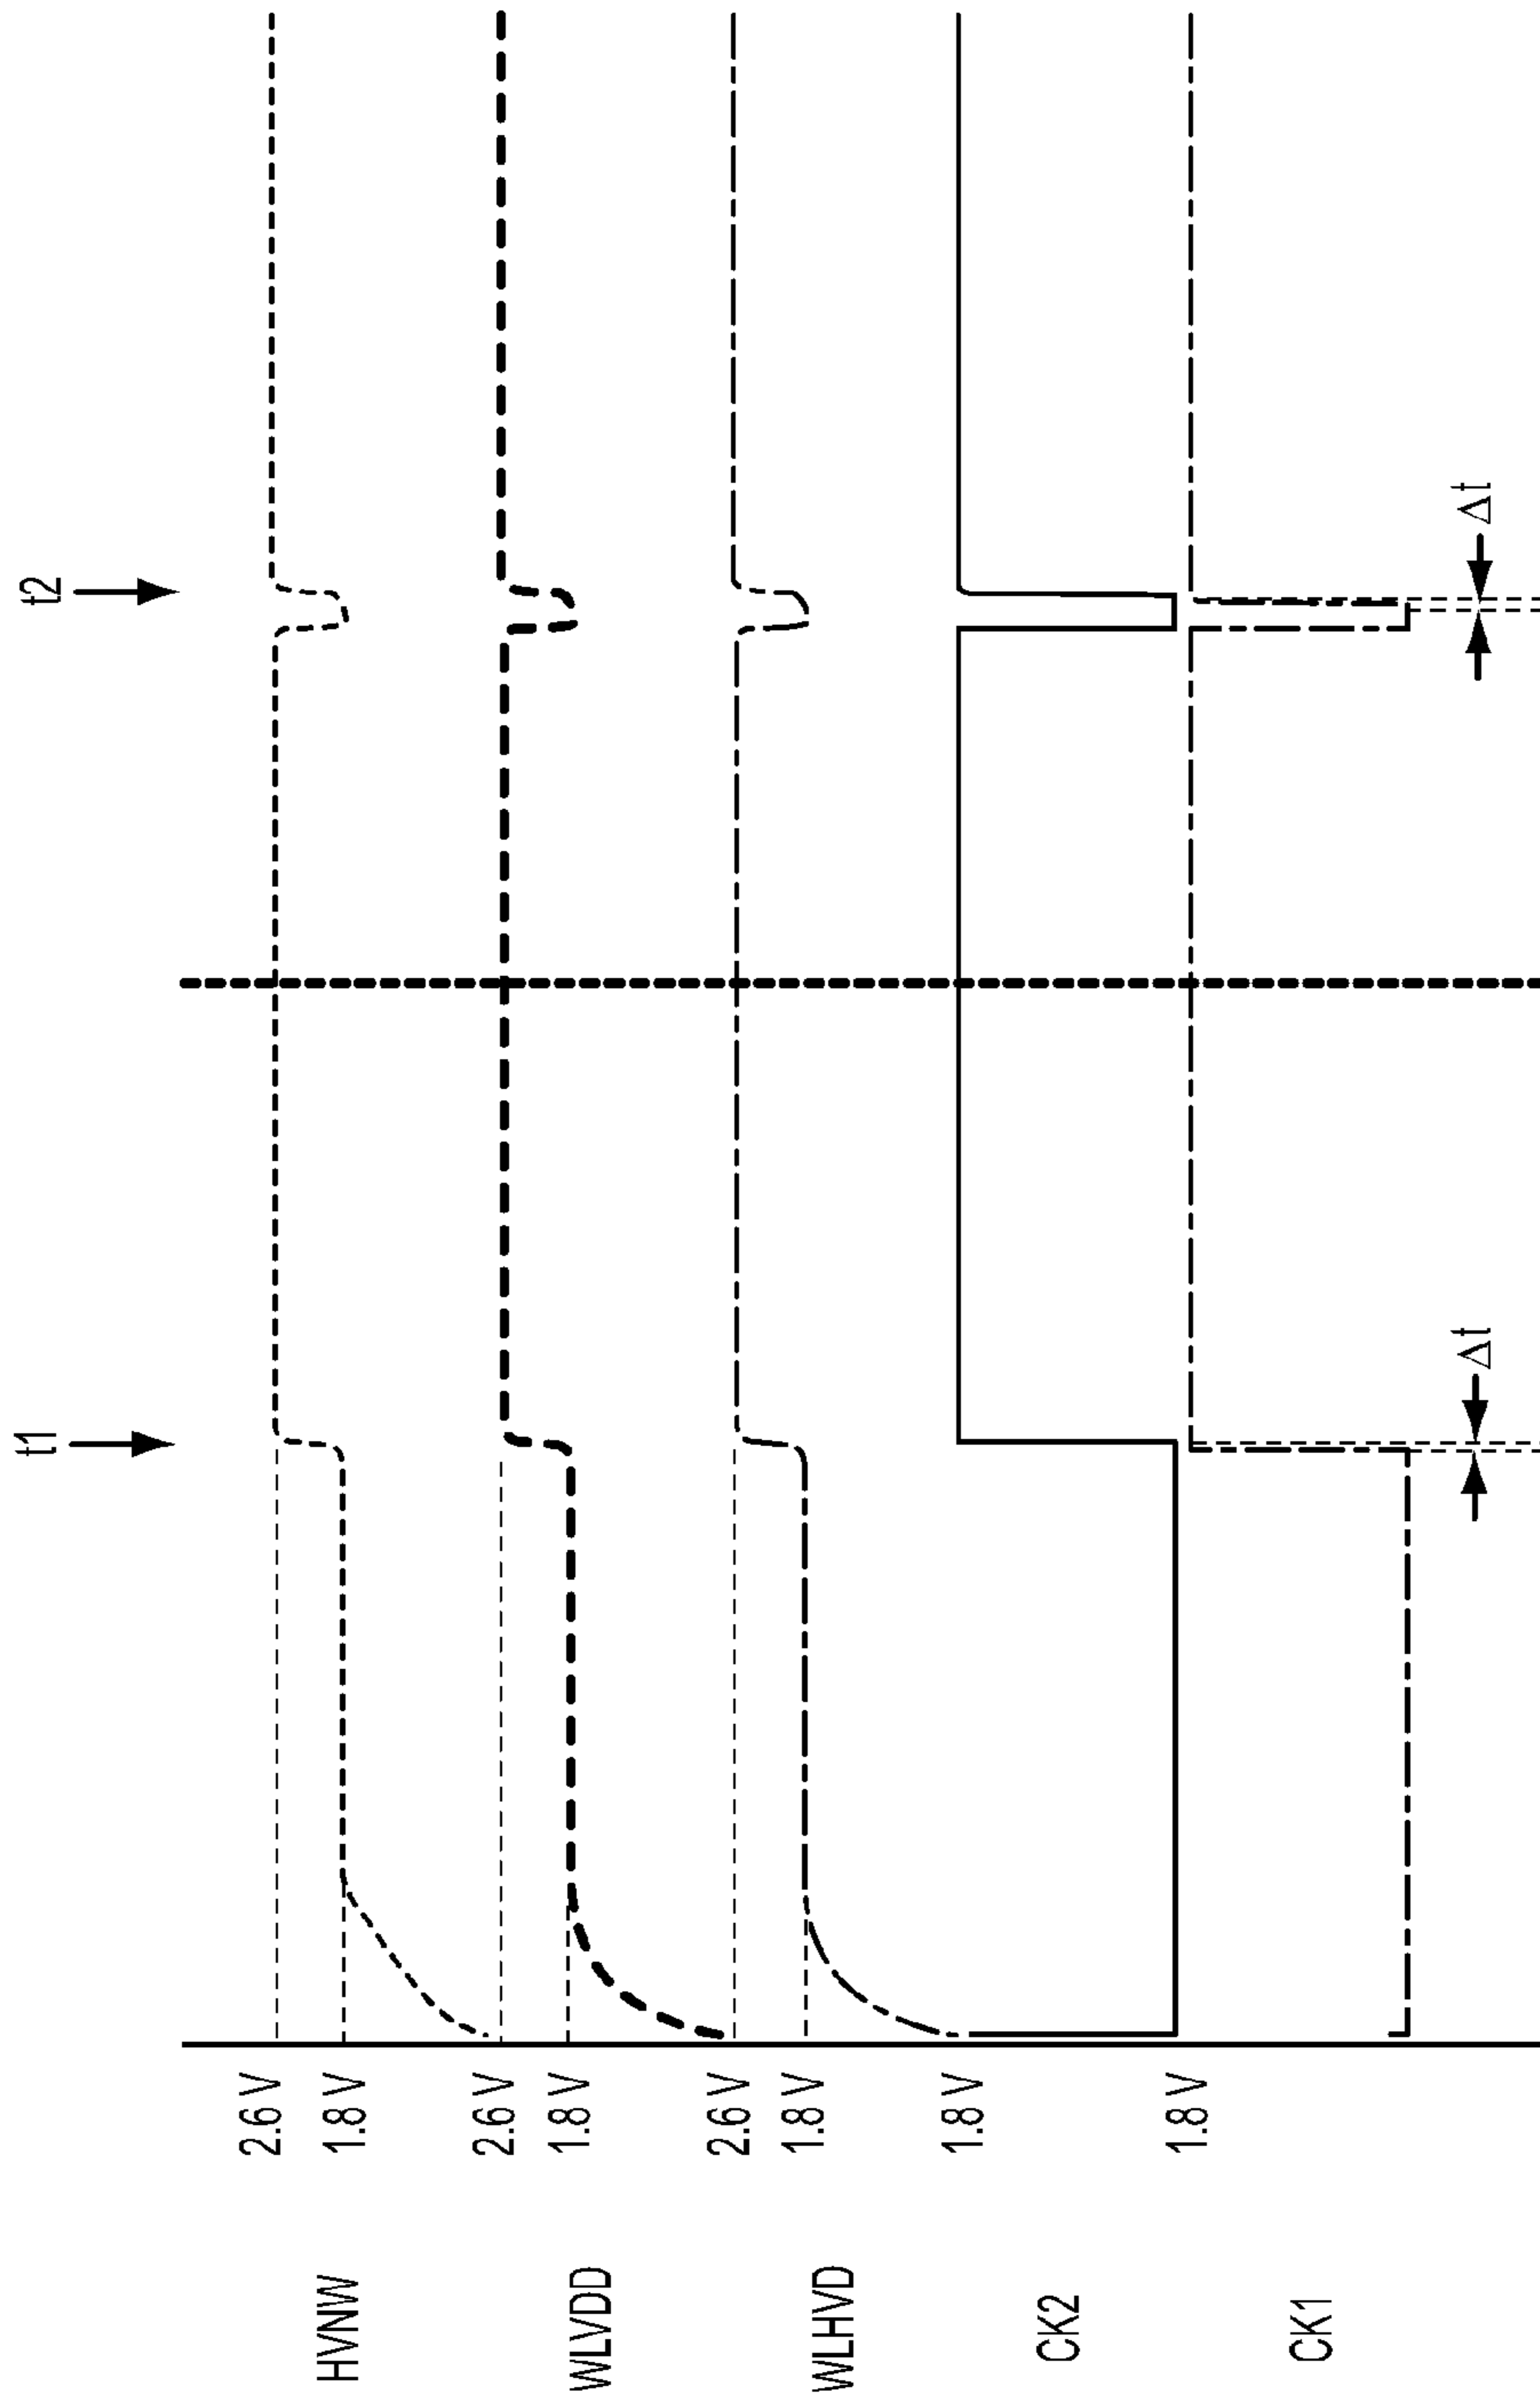 t1
t2
HVNW
2.6 V
1.8 V
WLVDD
2.6 V
1.8 V
WLHVD
2.6 V
1.8 V
CK2
1.8 V
CK1
1.8 V
Δt
Δt